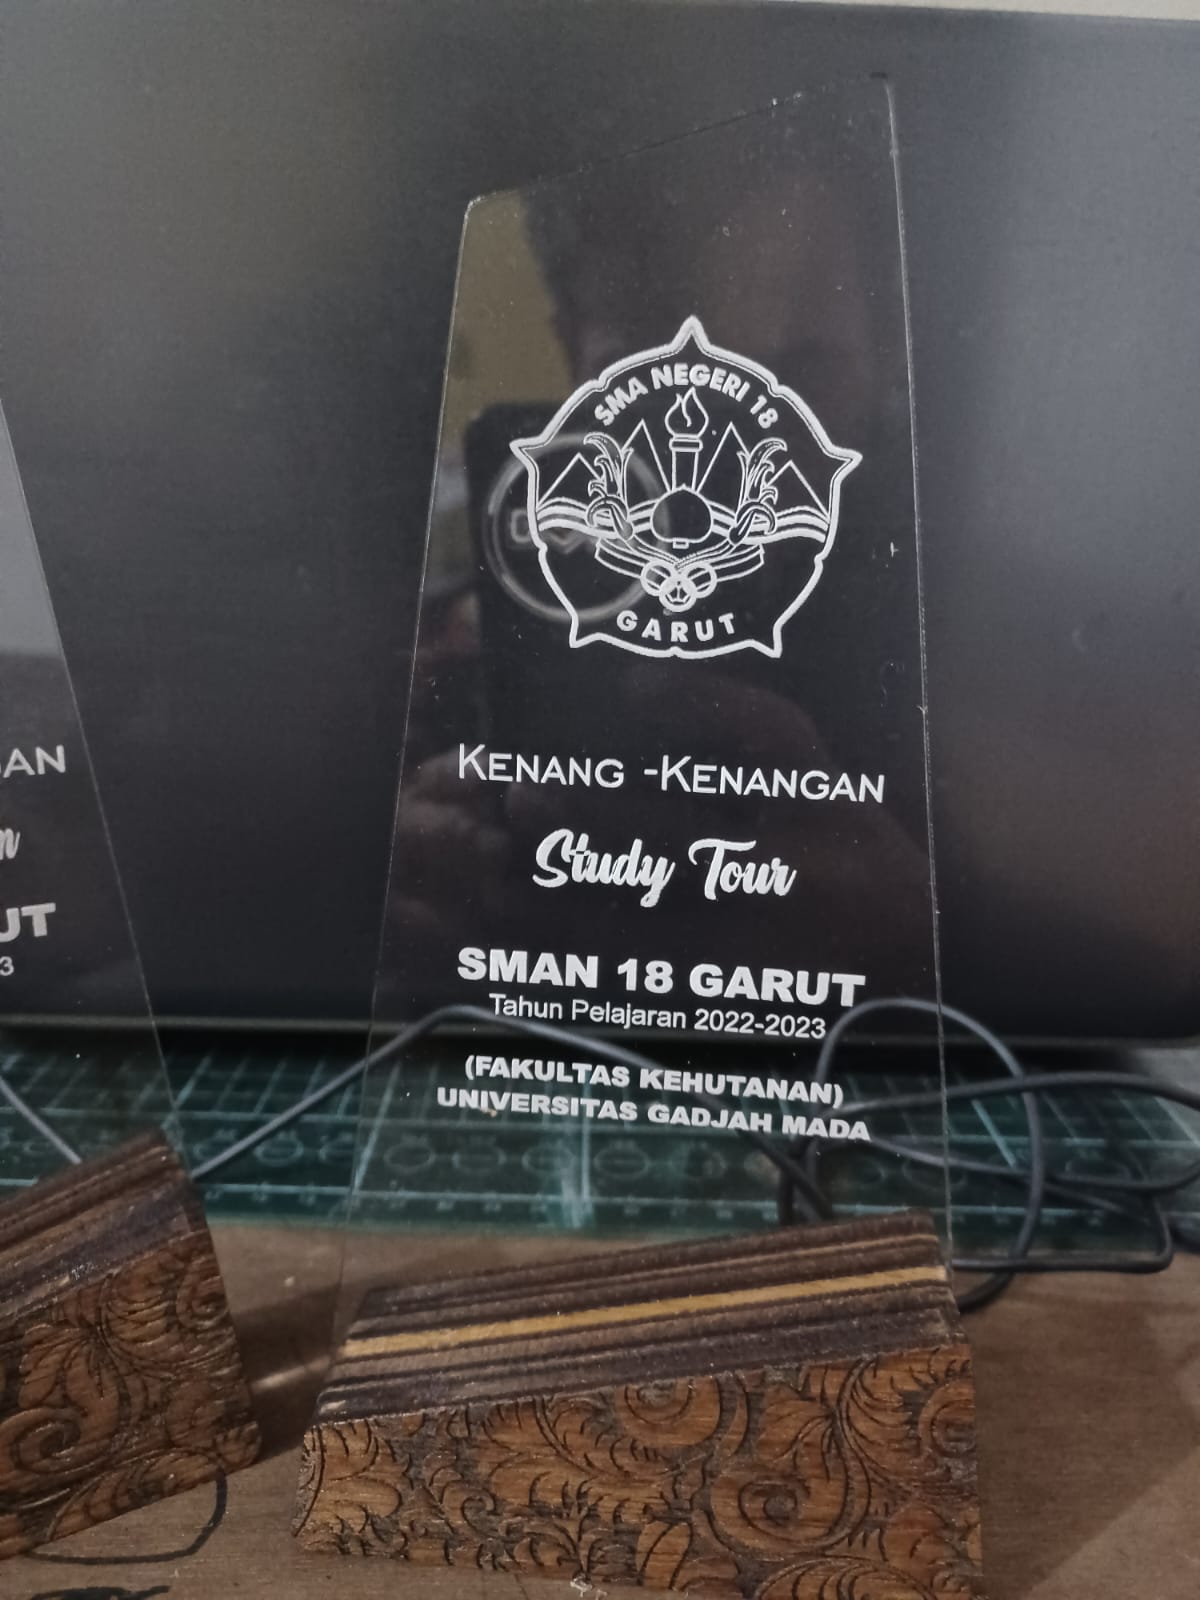 SMA NEGERI 18
GARUT
KENANG -KENANGAN
Study Tour
SMAN 18 GARUT
Tahun Pelajaran 2022-2023
(FAKULTAS KEHUTANAN)
UNIVERSITAS GADJAH MADA